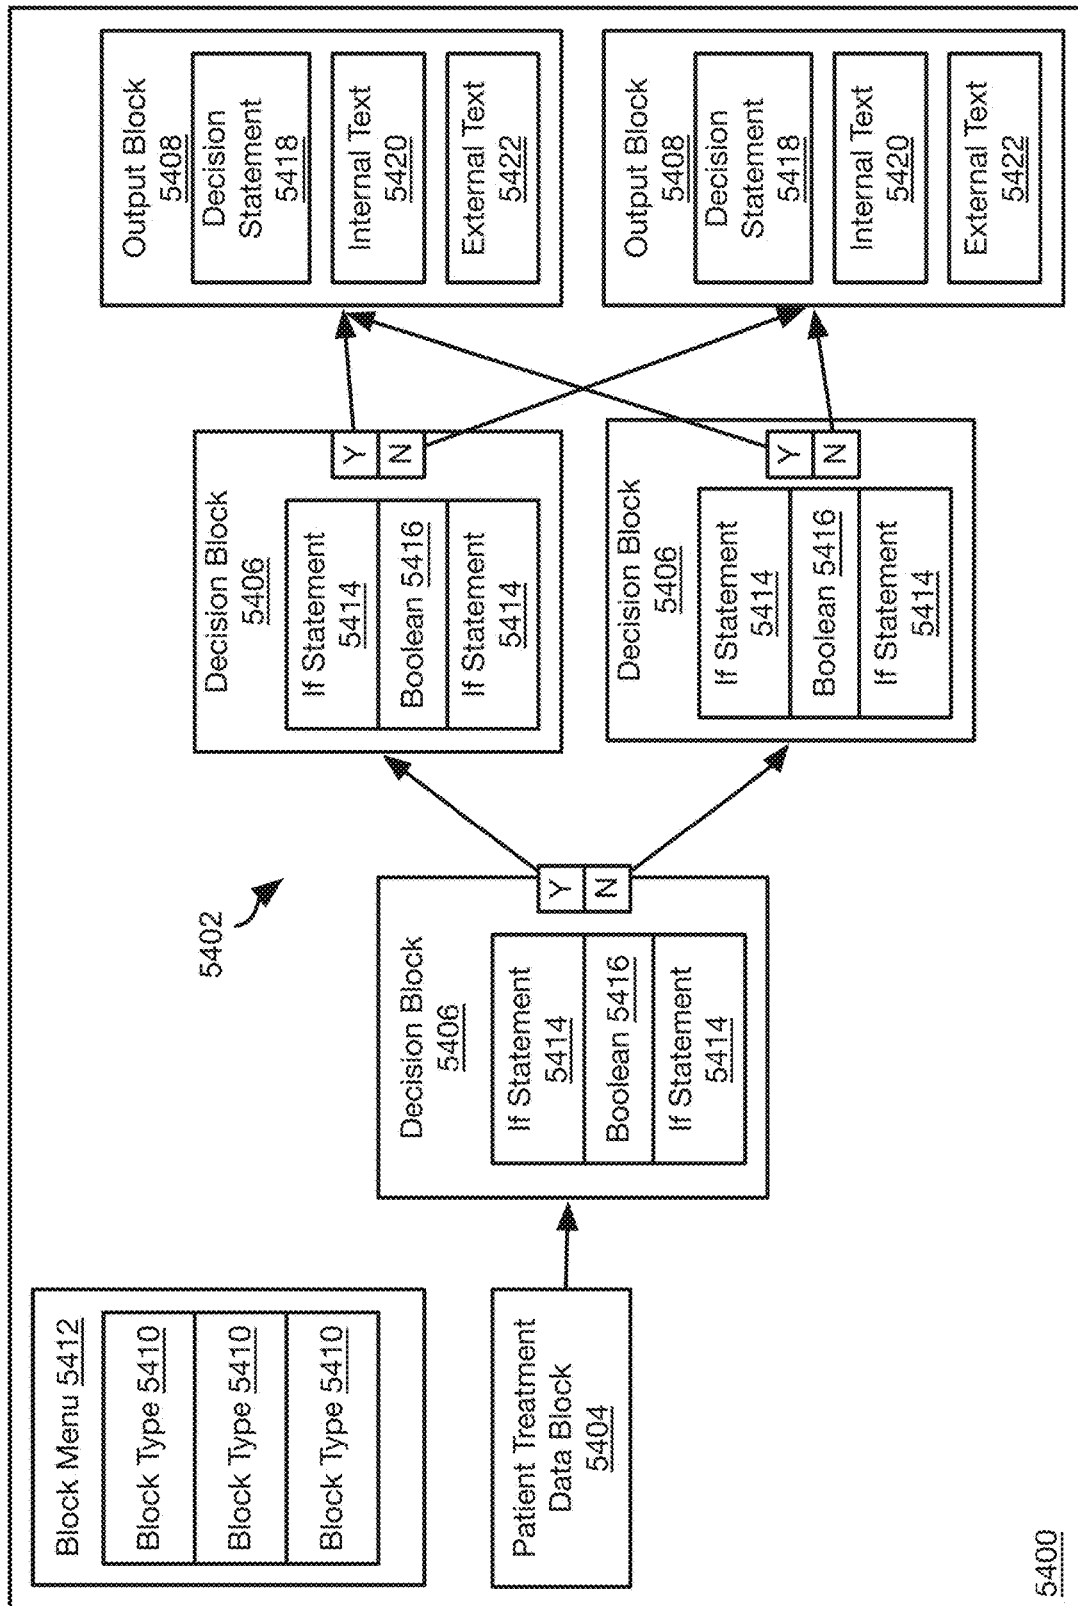 Block Menu 5412
Block Type 5410
Block Type 5410
Block Type 5410
Patient Treatment
Data Block
5404
5402
Decision Block
5406
If Statement
5414
Boolean 5416
If Statement
5414
Y
N
Decision Block
5406
If Statement
5414
Boolean 5416
If Statement
5414
Y
N
Decision Block
5406
If Statement
5414
Boolean 5416
If Statement
5414
Y
N
Output Block
5408
Decision
Statement
5418
Internal Text
5420
External Text
5422
Output Block
5408
Decision
Statement
5418
Internal Text
5420
External Text
5422
5400